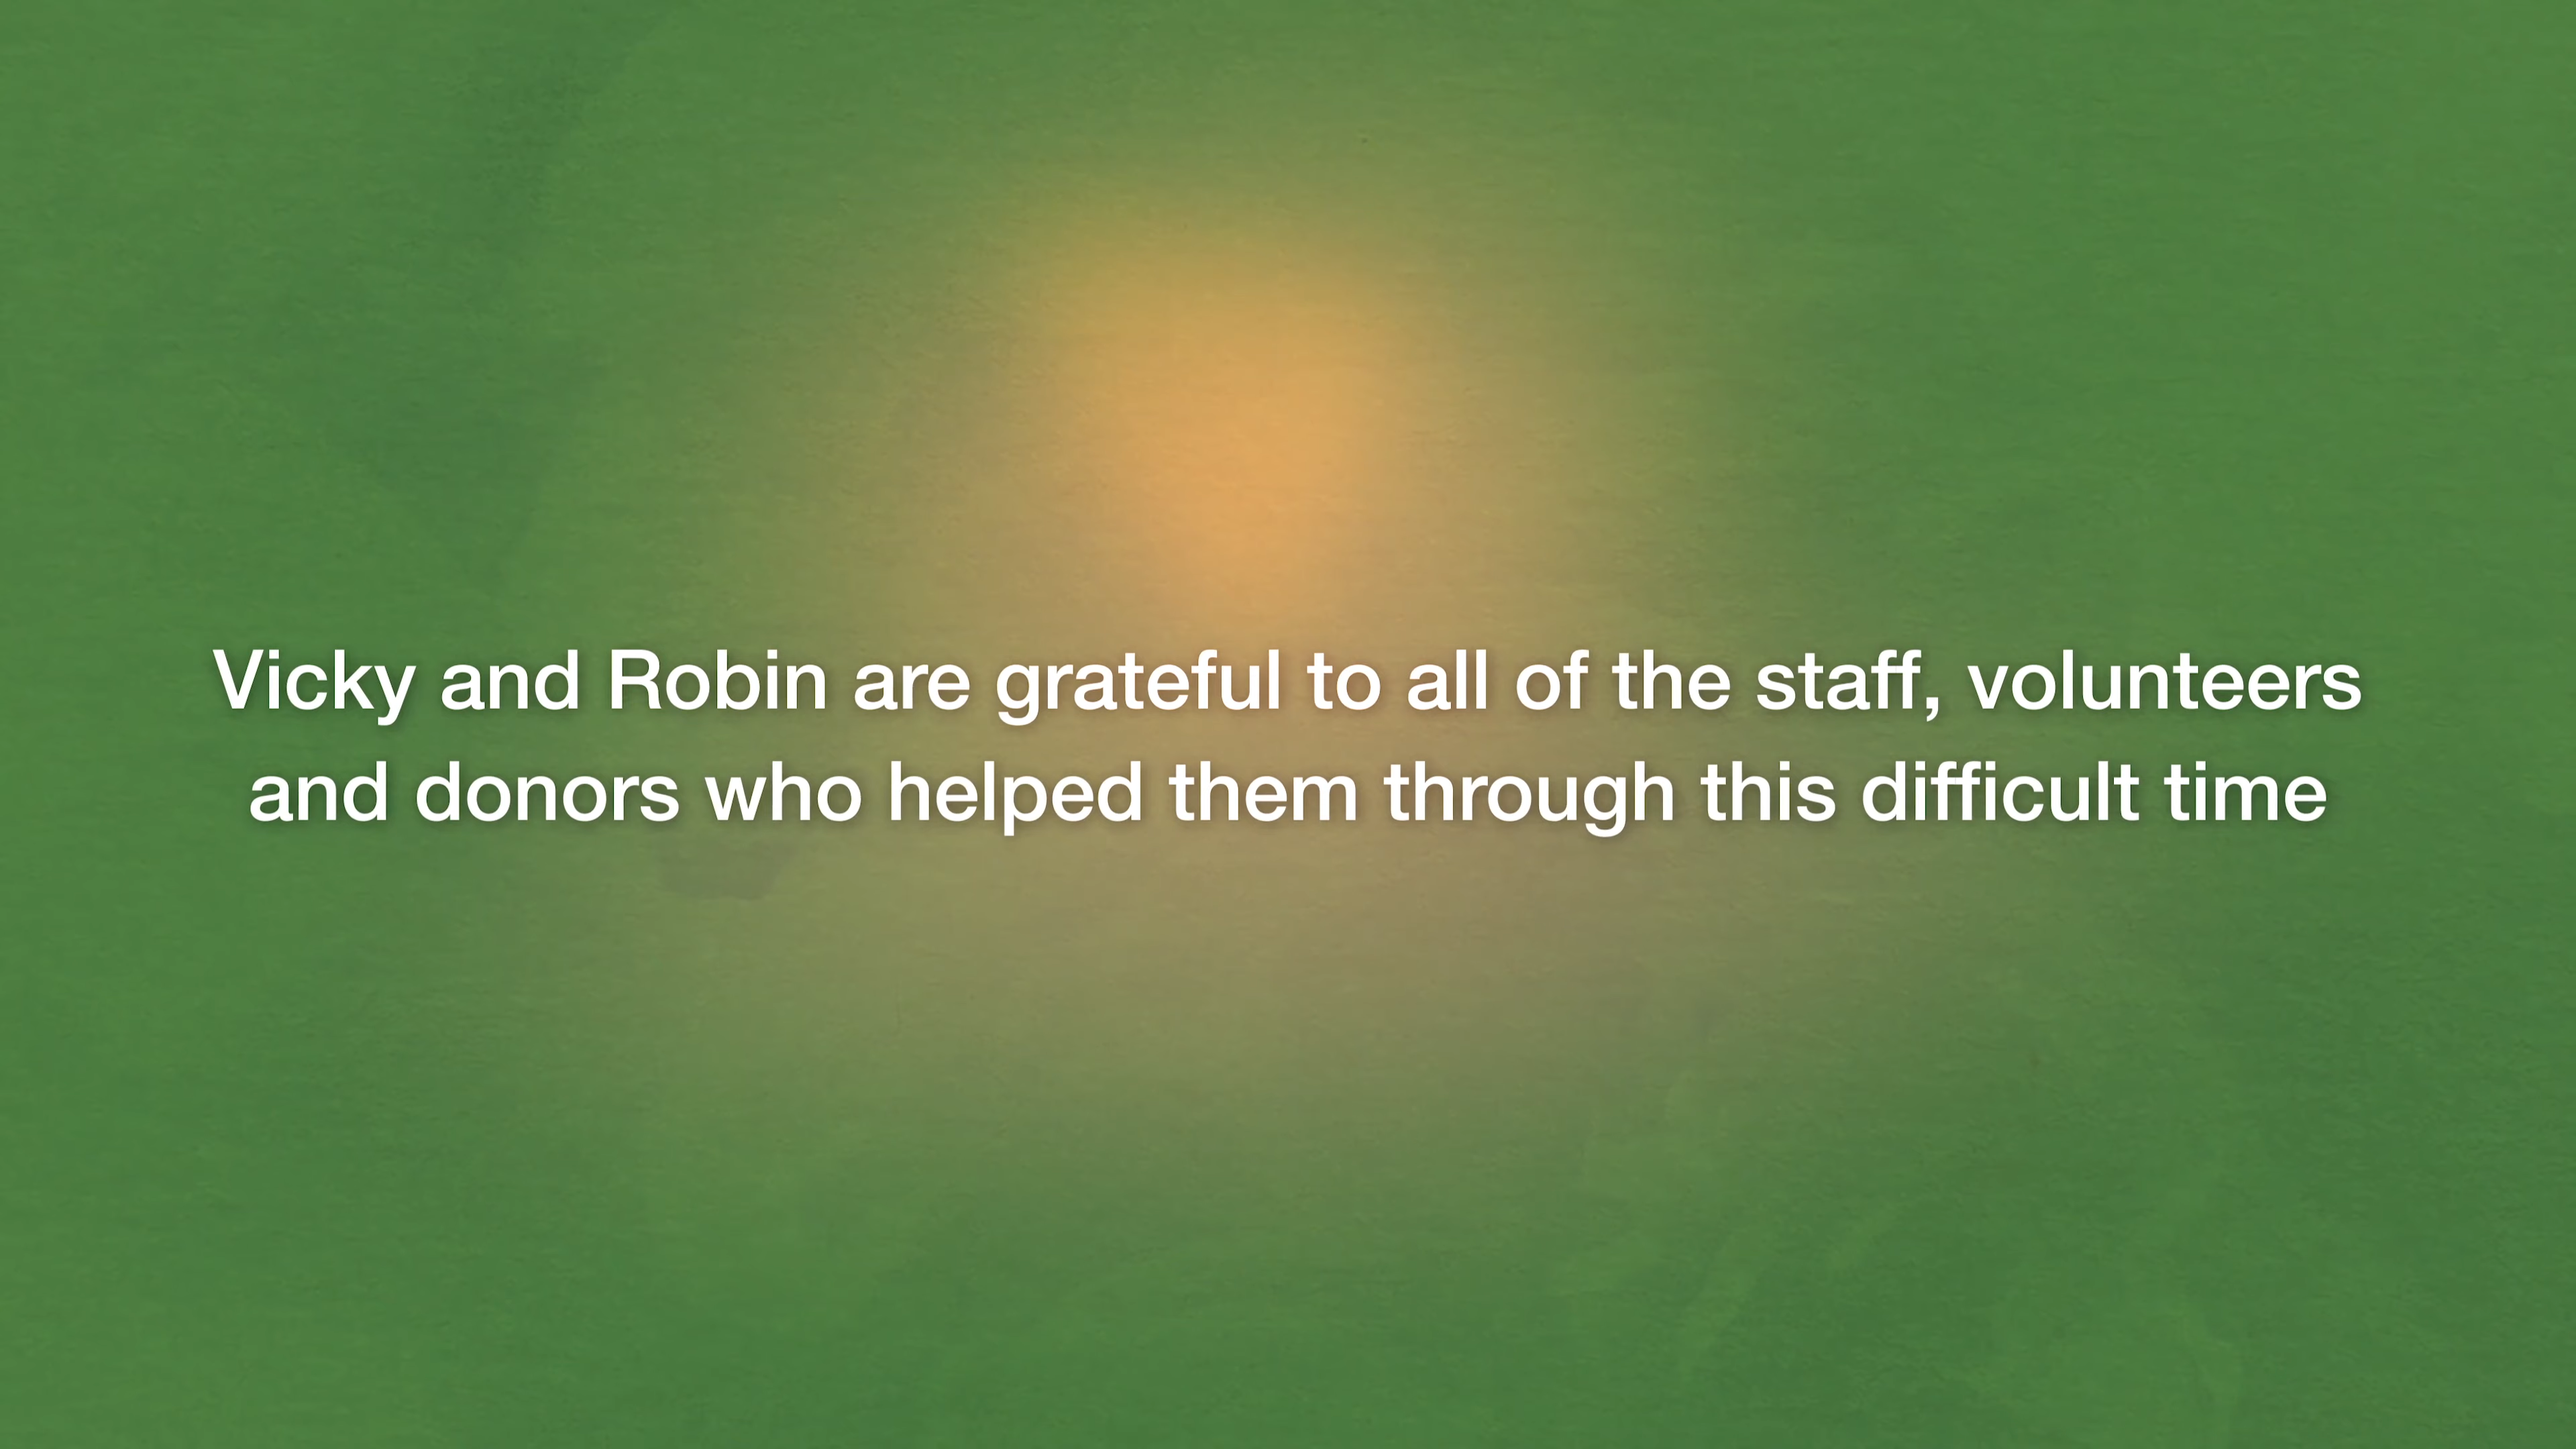 Vicky and Robin are grateful to all of the staff, volunteers
and donors who helped them through this difficult time